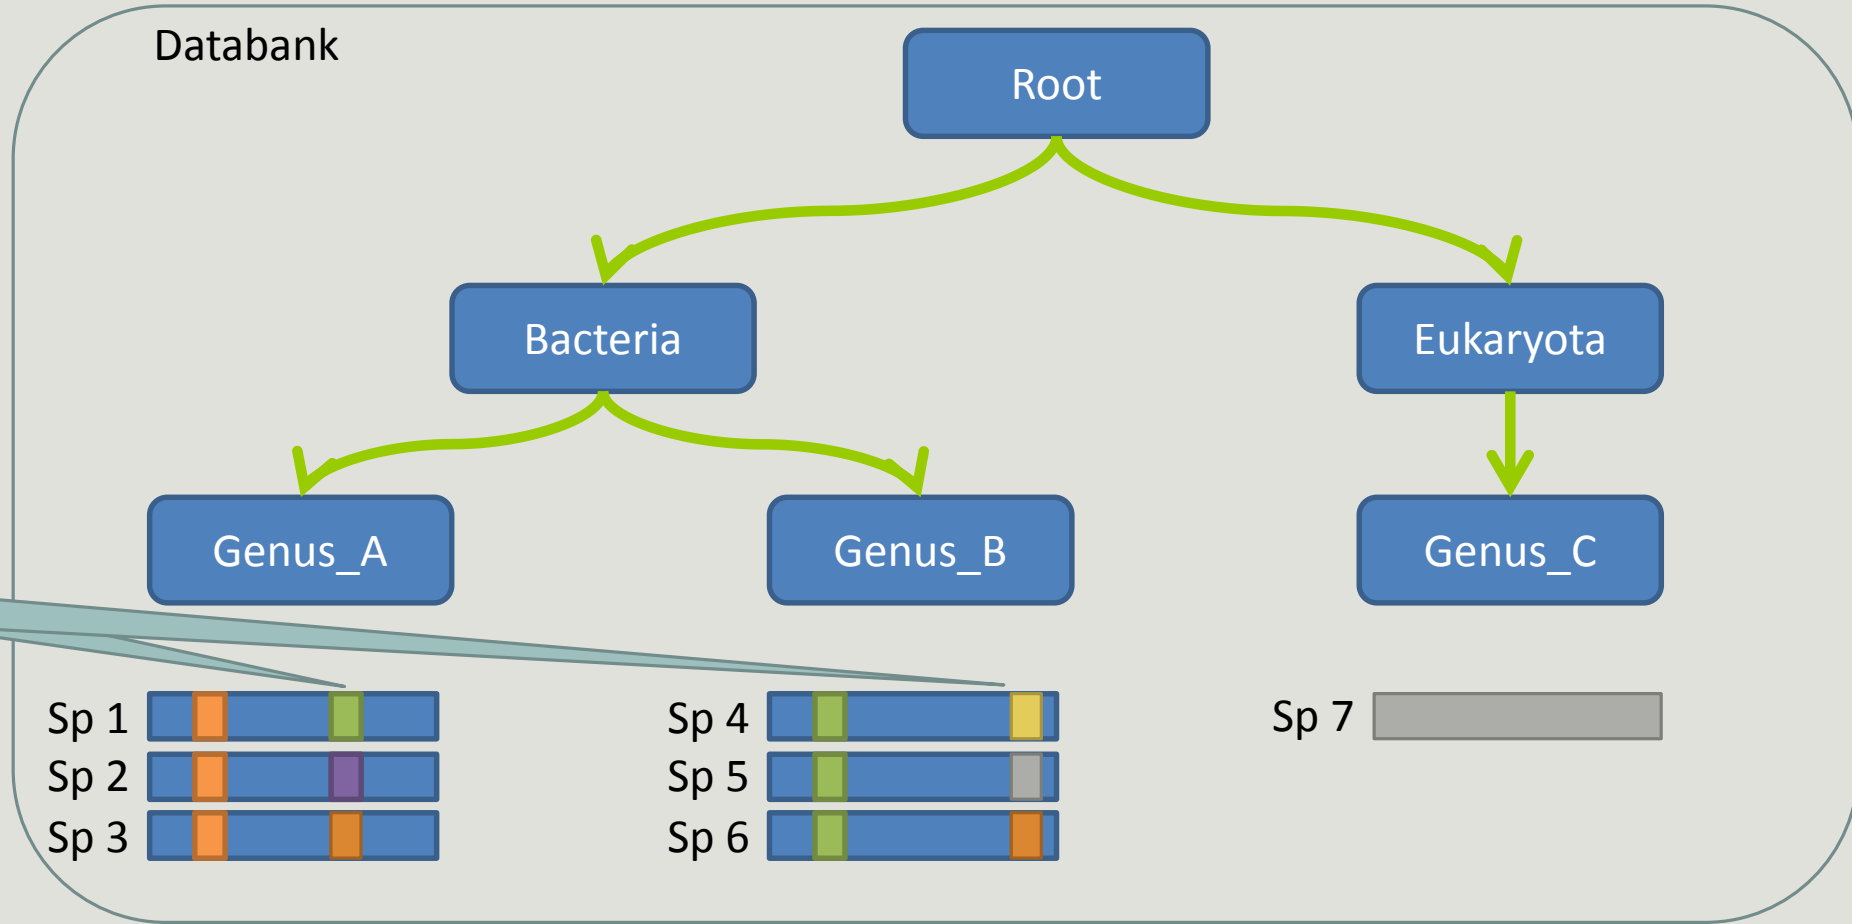 Databank
Root
Bacteria
Eukaryota
Genus_A
Genus_B
Genus_C
Sp 1
Sp 2
Sp 3
Sp 4
Sp 5
Sp 6
Sp 7